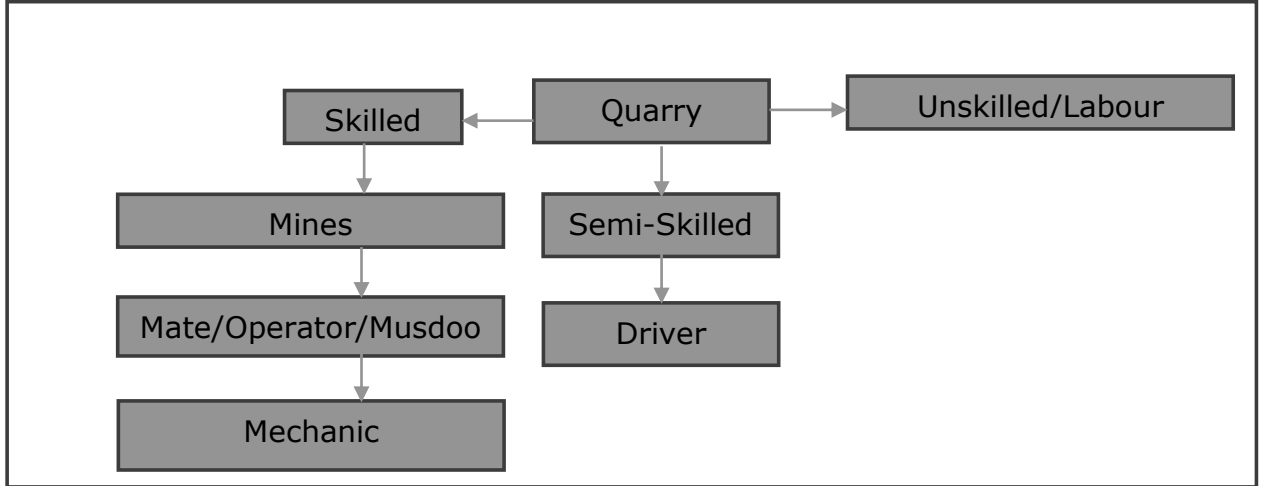 Quarry
Skilled
Unskilled/Labour
Mines
Semi-Skilled
Mate/Operator/Musdoo
Driver
Mechanic